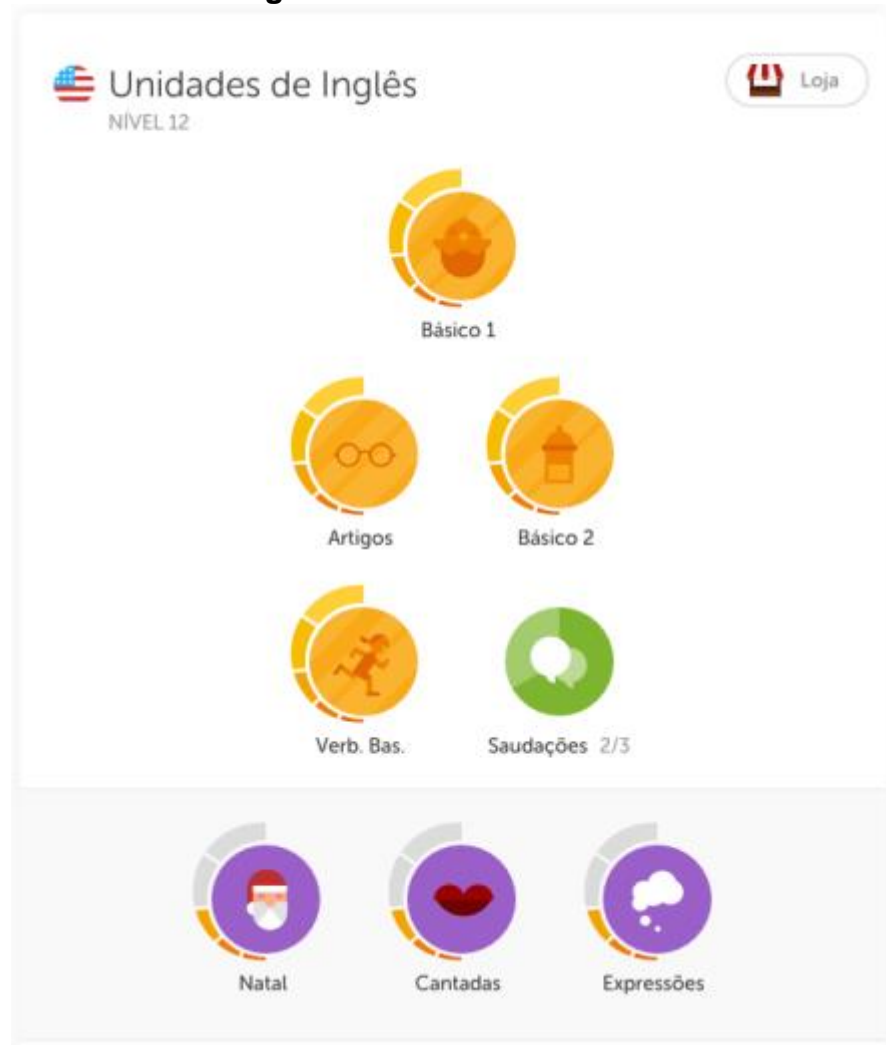 Unidades de Inglês
Loja
NÍVEL 12
Básico 1
Artigos
Básico 2
Verb. Bas.
Saudações 2/3
Natal
Cantadas
Expressões